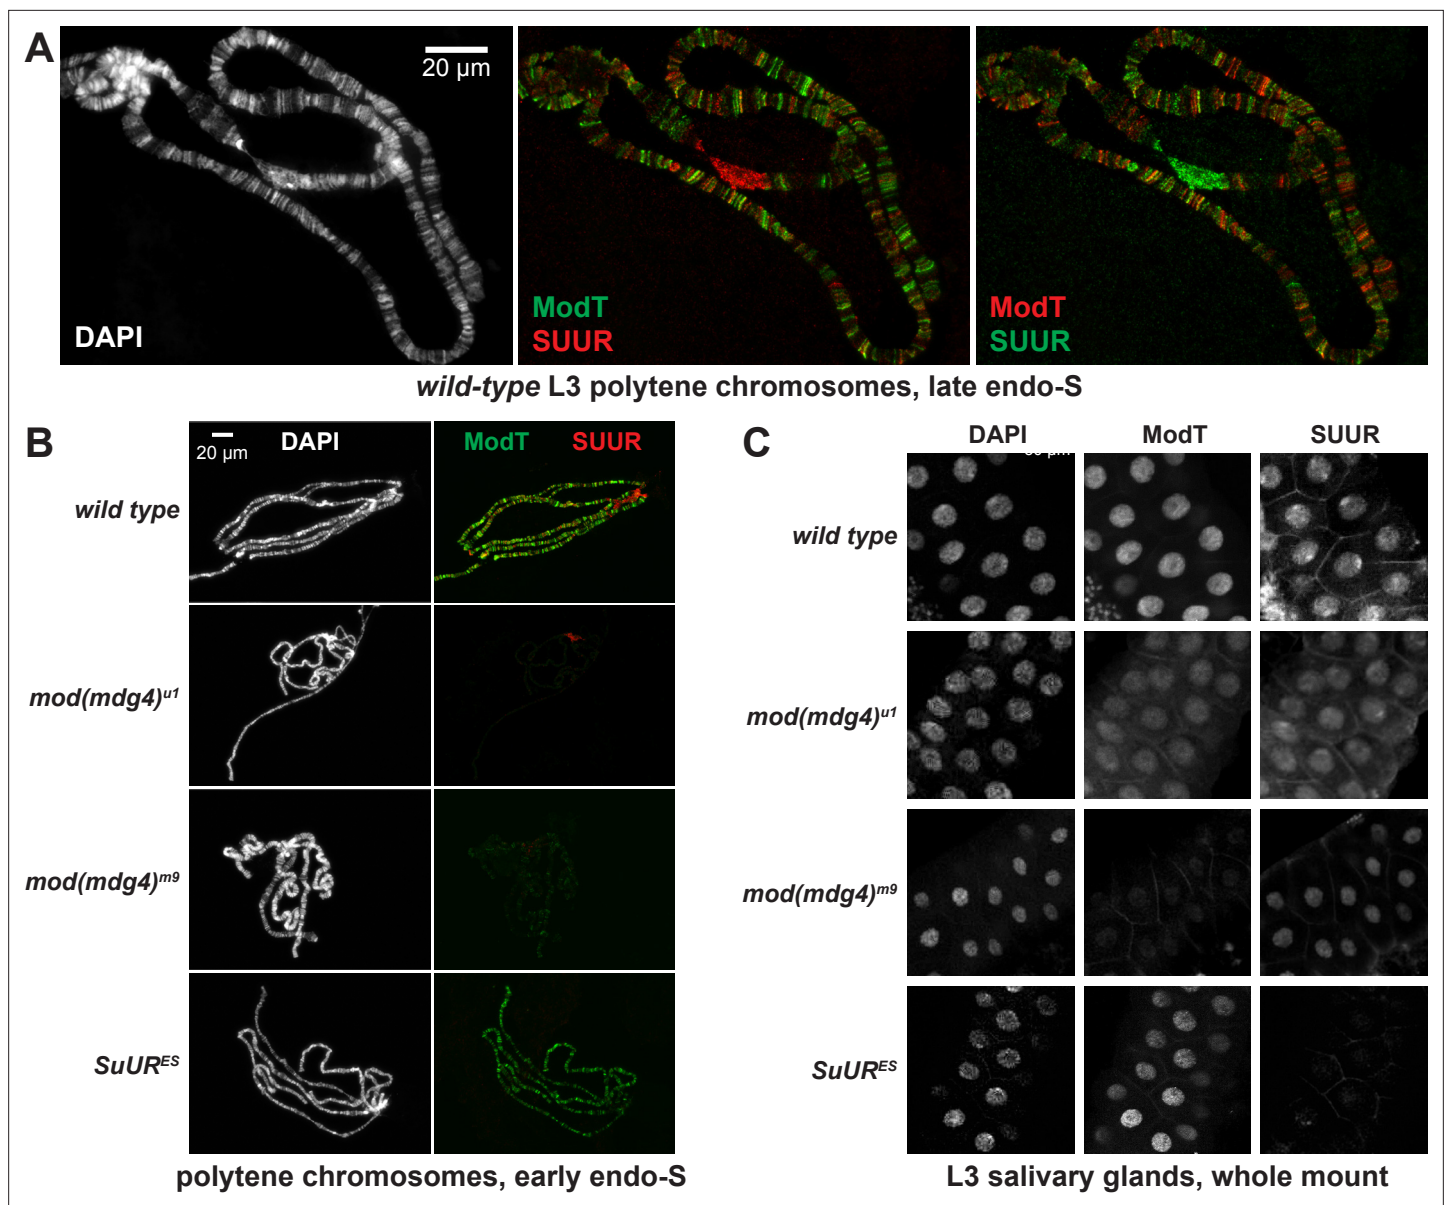 A
20 µm
DAPI
ModT
SUUR
ModT
SUUR
wild-type L3 polytene chromosomes, late endo-S
B
20 µm
DAPI
ModT SUUR
wild type
mod(mdg4)u1
mod(mdg4)m9
SuURES
polytene chromosomes, early endo-S
C
DAPI ModT SUUR
wild type
mod(mdg4)u1
mod(mdg4)m9
SuURES
L3 salivary glands, whole mount